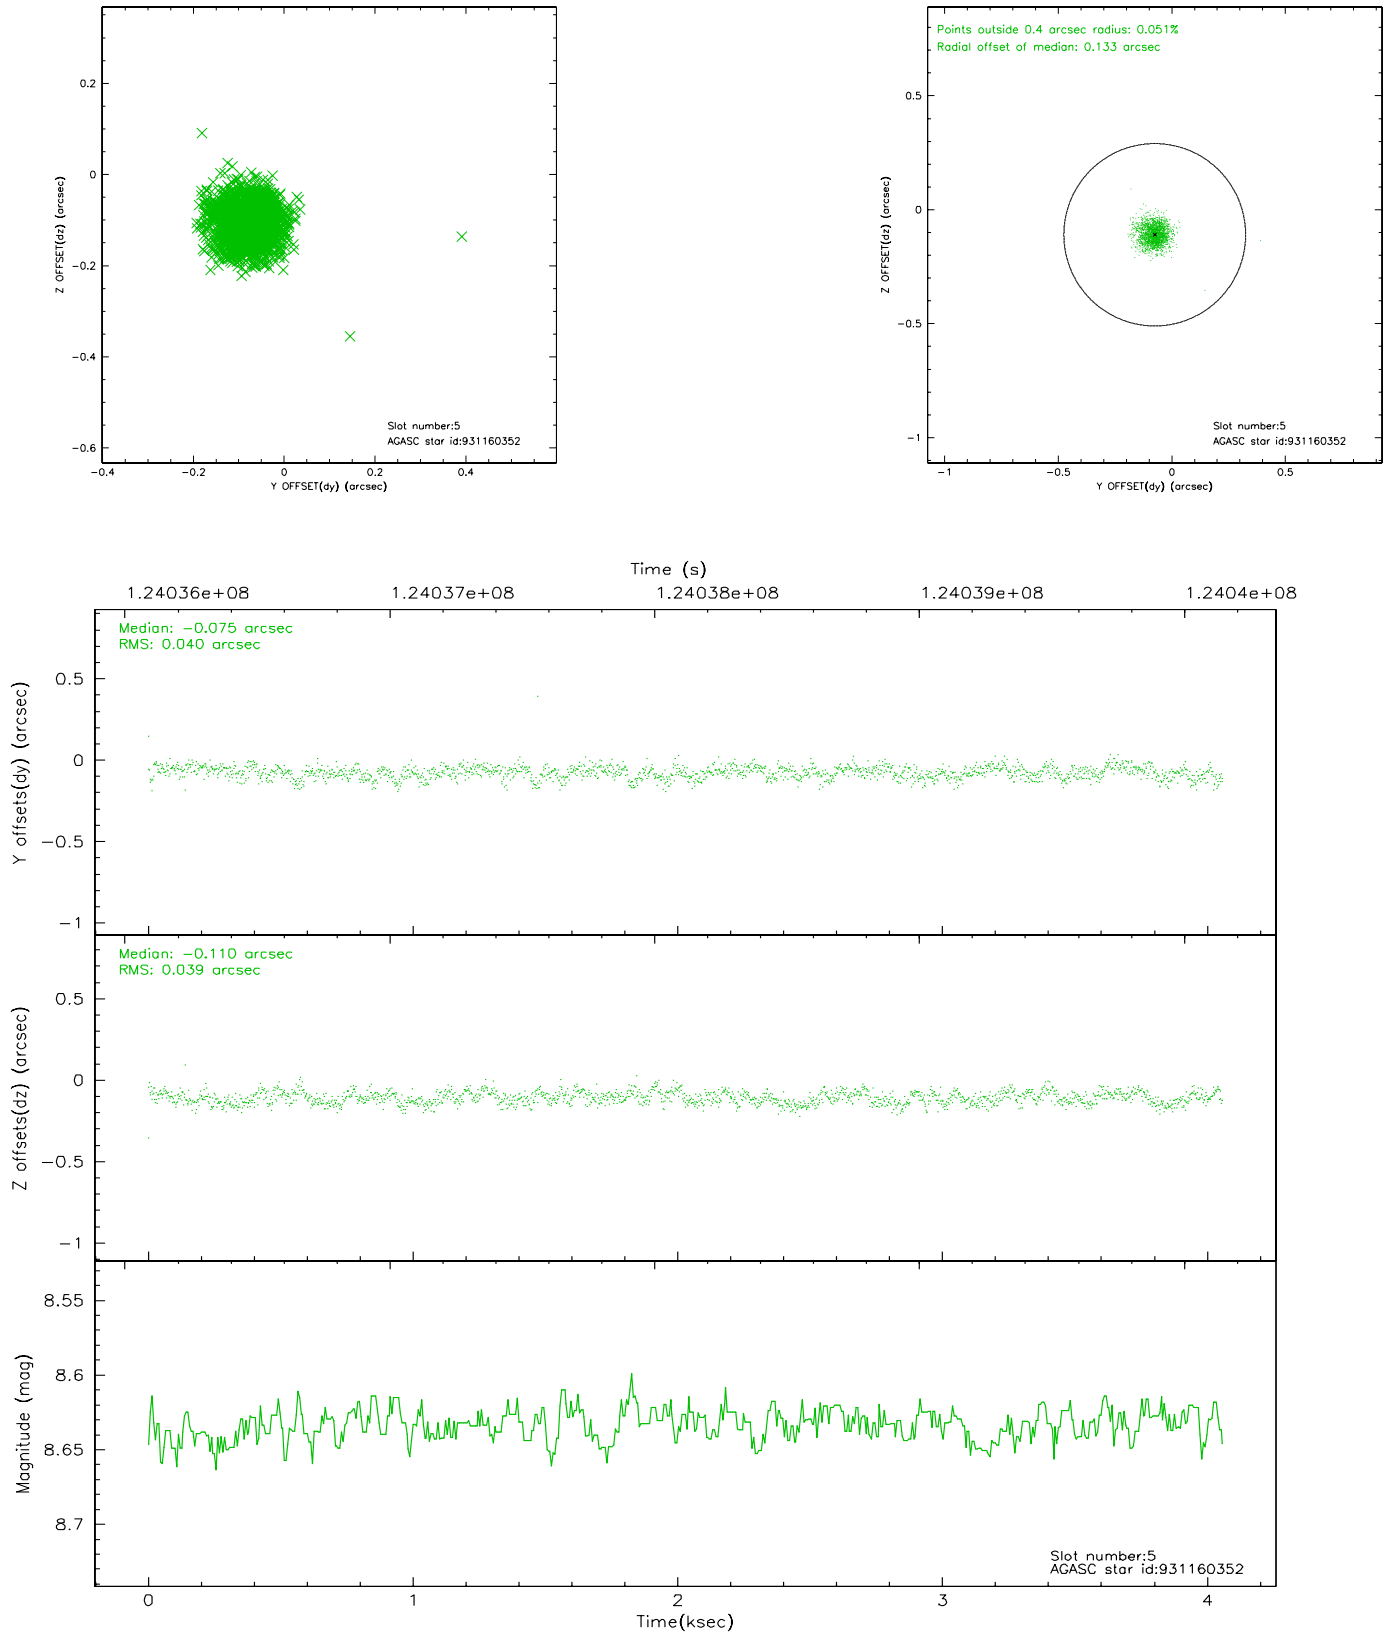 0.2
0
-0.2
-0.4
-0.6
-0.4
-0.2
0
0.2
0.4
Z OFFSET(dz) (arcsec)
Y OFFSET(dy) (arcsec)
Slot number:5
AGASC star id:931160352
Points outside 0.4 arcsec radius: 0.051%
Radial offset of median: 0.133 arcsec
0.5
0
-0.5
-1
-1
-0.5
0
0.5
Z OFFSET(dz) (arcsec)
Y OFFSET(dy) (arcsec)
Slot number:5
AGASC star id:931160352
Time (s)
1.24036e+08
1.24037e+08
1.24038e+08
1.24039e+08
1.2404e+08
Median: -0.075 arcsec
RMS: 0.040 arcsec
0.5
0
-0.5
-1
Y offsets(dy) (arcsec)
Median: -0.110 arcsec
RMS: 0.039 arcsec
0.5
0
-0.5
-1
Z offsets(dz) (arcsec)
8.55
8.6
8.65
8.7
Magnitude (mag)
Slot number:5
AGASC star id:931160352
0
1
2
3
4
Time(ksec)